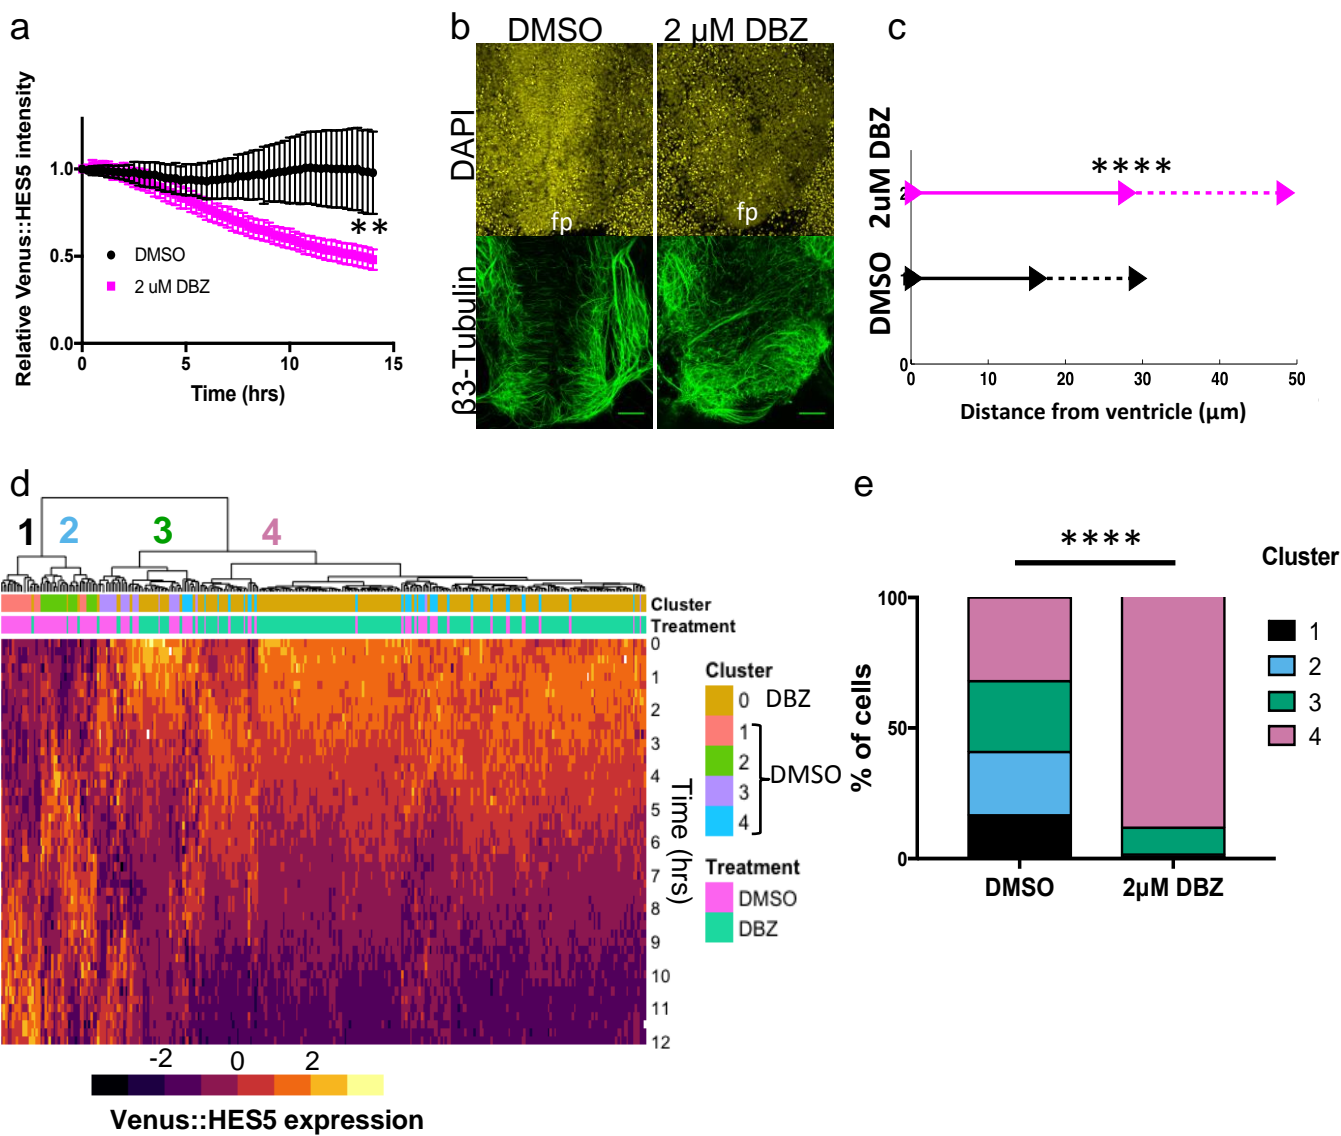 a
Relative Venus::HES5 intensity
1.0
0.5
0.0
0
5
10
15
Time (hrs)
**
DMSO
2 uM DBZ
b
DMSO
2 µM DBZ
DAPI
fp
fp
β3-Tubulin
c
2uM DBZ
DMSO
****
2
1
0
0
10
20
30
40
50
Distance from ventricle (µm)
d
1
2
3
4
Cluster
Treatment
0
1
2
3
4
5
6
7
8
9
10
11
12
Time (hrs)
Cluster
0 DBZ
1
2
3
4
DMSO
Treatment
DMSO
DBZ
-2
0
2
Venus::HES5 expression
e
****
% of cells
100
50
0
DMSO
2µM DBZ
Cluster
1
2
3
4